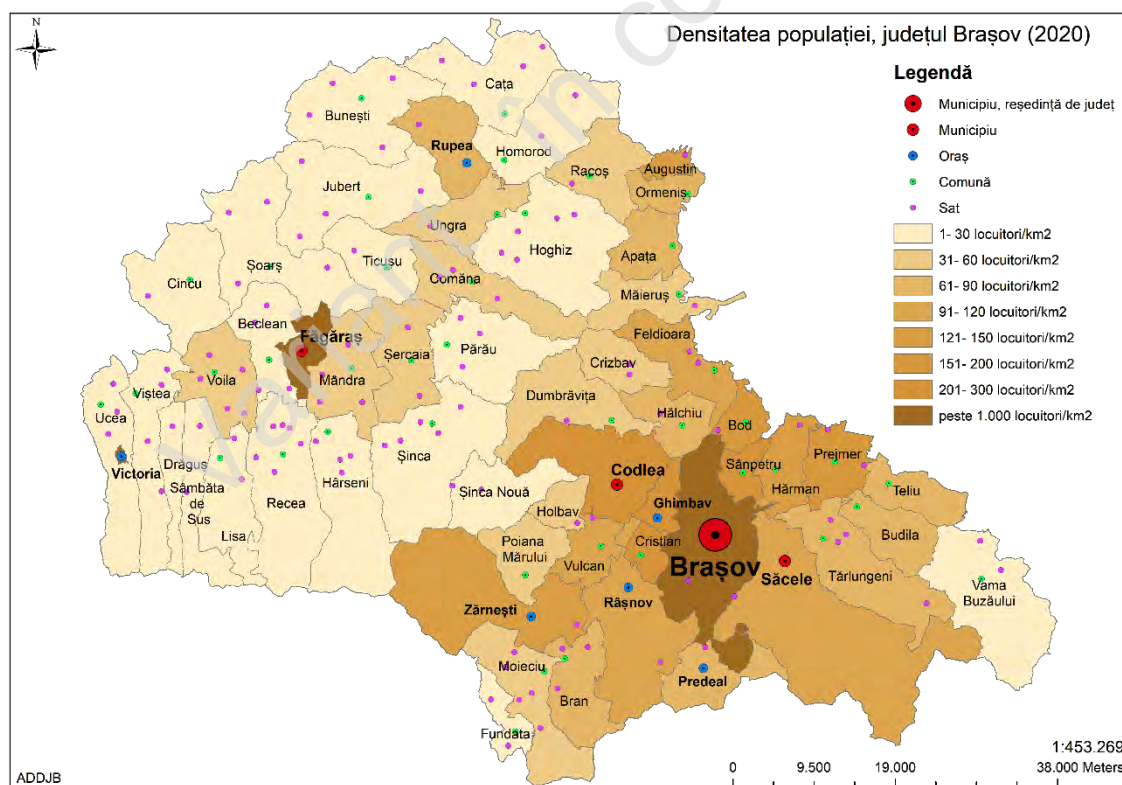 Densitatea populației, județul Brașov (2020)
N
Legendă
Municipiu, reședință de județ
Municipiu
Oraș
Comună
Sat
1- 30 locuitori/km2
31- 60 locuitori/km2
61- 90 locuitori/km2
91- 120 locuitori/km2
121- 150 locuitori/km2
151- 200 locuitori/km2
201- 300 locuitori/km2
peste 1.000 locuitori/km2
Cața
Bunești
Rupea
Homorod
Augustin
Racoș
Ormeniș
Jubert
Ungra
Hoghiz
Apața
Ticușu
Șoarș
Comăna
Cincu
Măieruș
Beclean
Făgăraș
Feldioara
Părău
Șercaia
Crizbav
Voila
Mândra
Viștea
Dumbrăvița
Hălchiu
Ucea
Bod
Șinca
Prejmer
Sânpetru
Drăguș
Victoria
Codlea
Hârseni
Hărman
Teliu
Sâmbăta
de
Sus
Recea
Șinca Nouă
Ghimbav
Holbav
Lisa
Budila
Poiana
Mărului
Cristian
Brașov
Vulcan
Săcele
Tărlungeni
Vama
Buzăului
Râșnov
Zărnești
Moieciu
Predeal
Bran
Fundata
1:453.269
0 9.500 19.000 38.000 Meters
ADDJB
Variantă în co